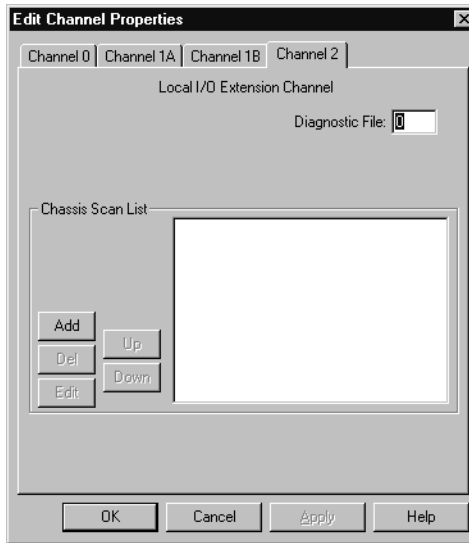 Edit Channel Properties
Channel 0 Channel 1A Channel 1B Channel 2
Local I/O Extension Channel
Diagnostic File: 0
Chassis Scan List
Add
Up
Del
Down
Edit
OK Cancel Apply Help